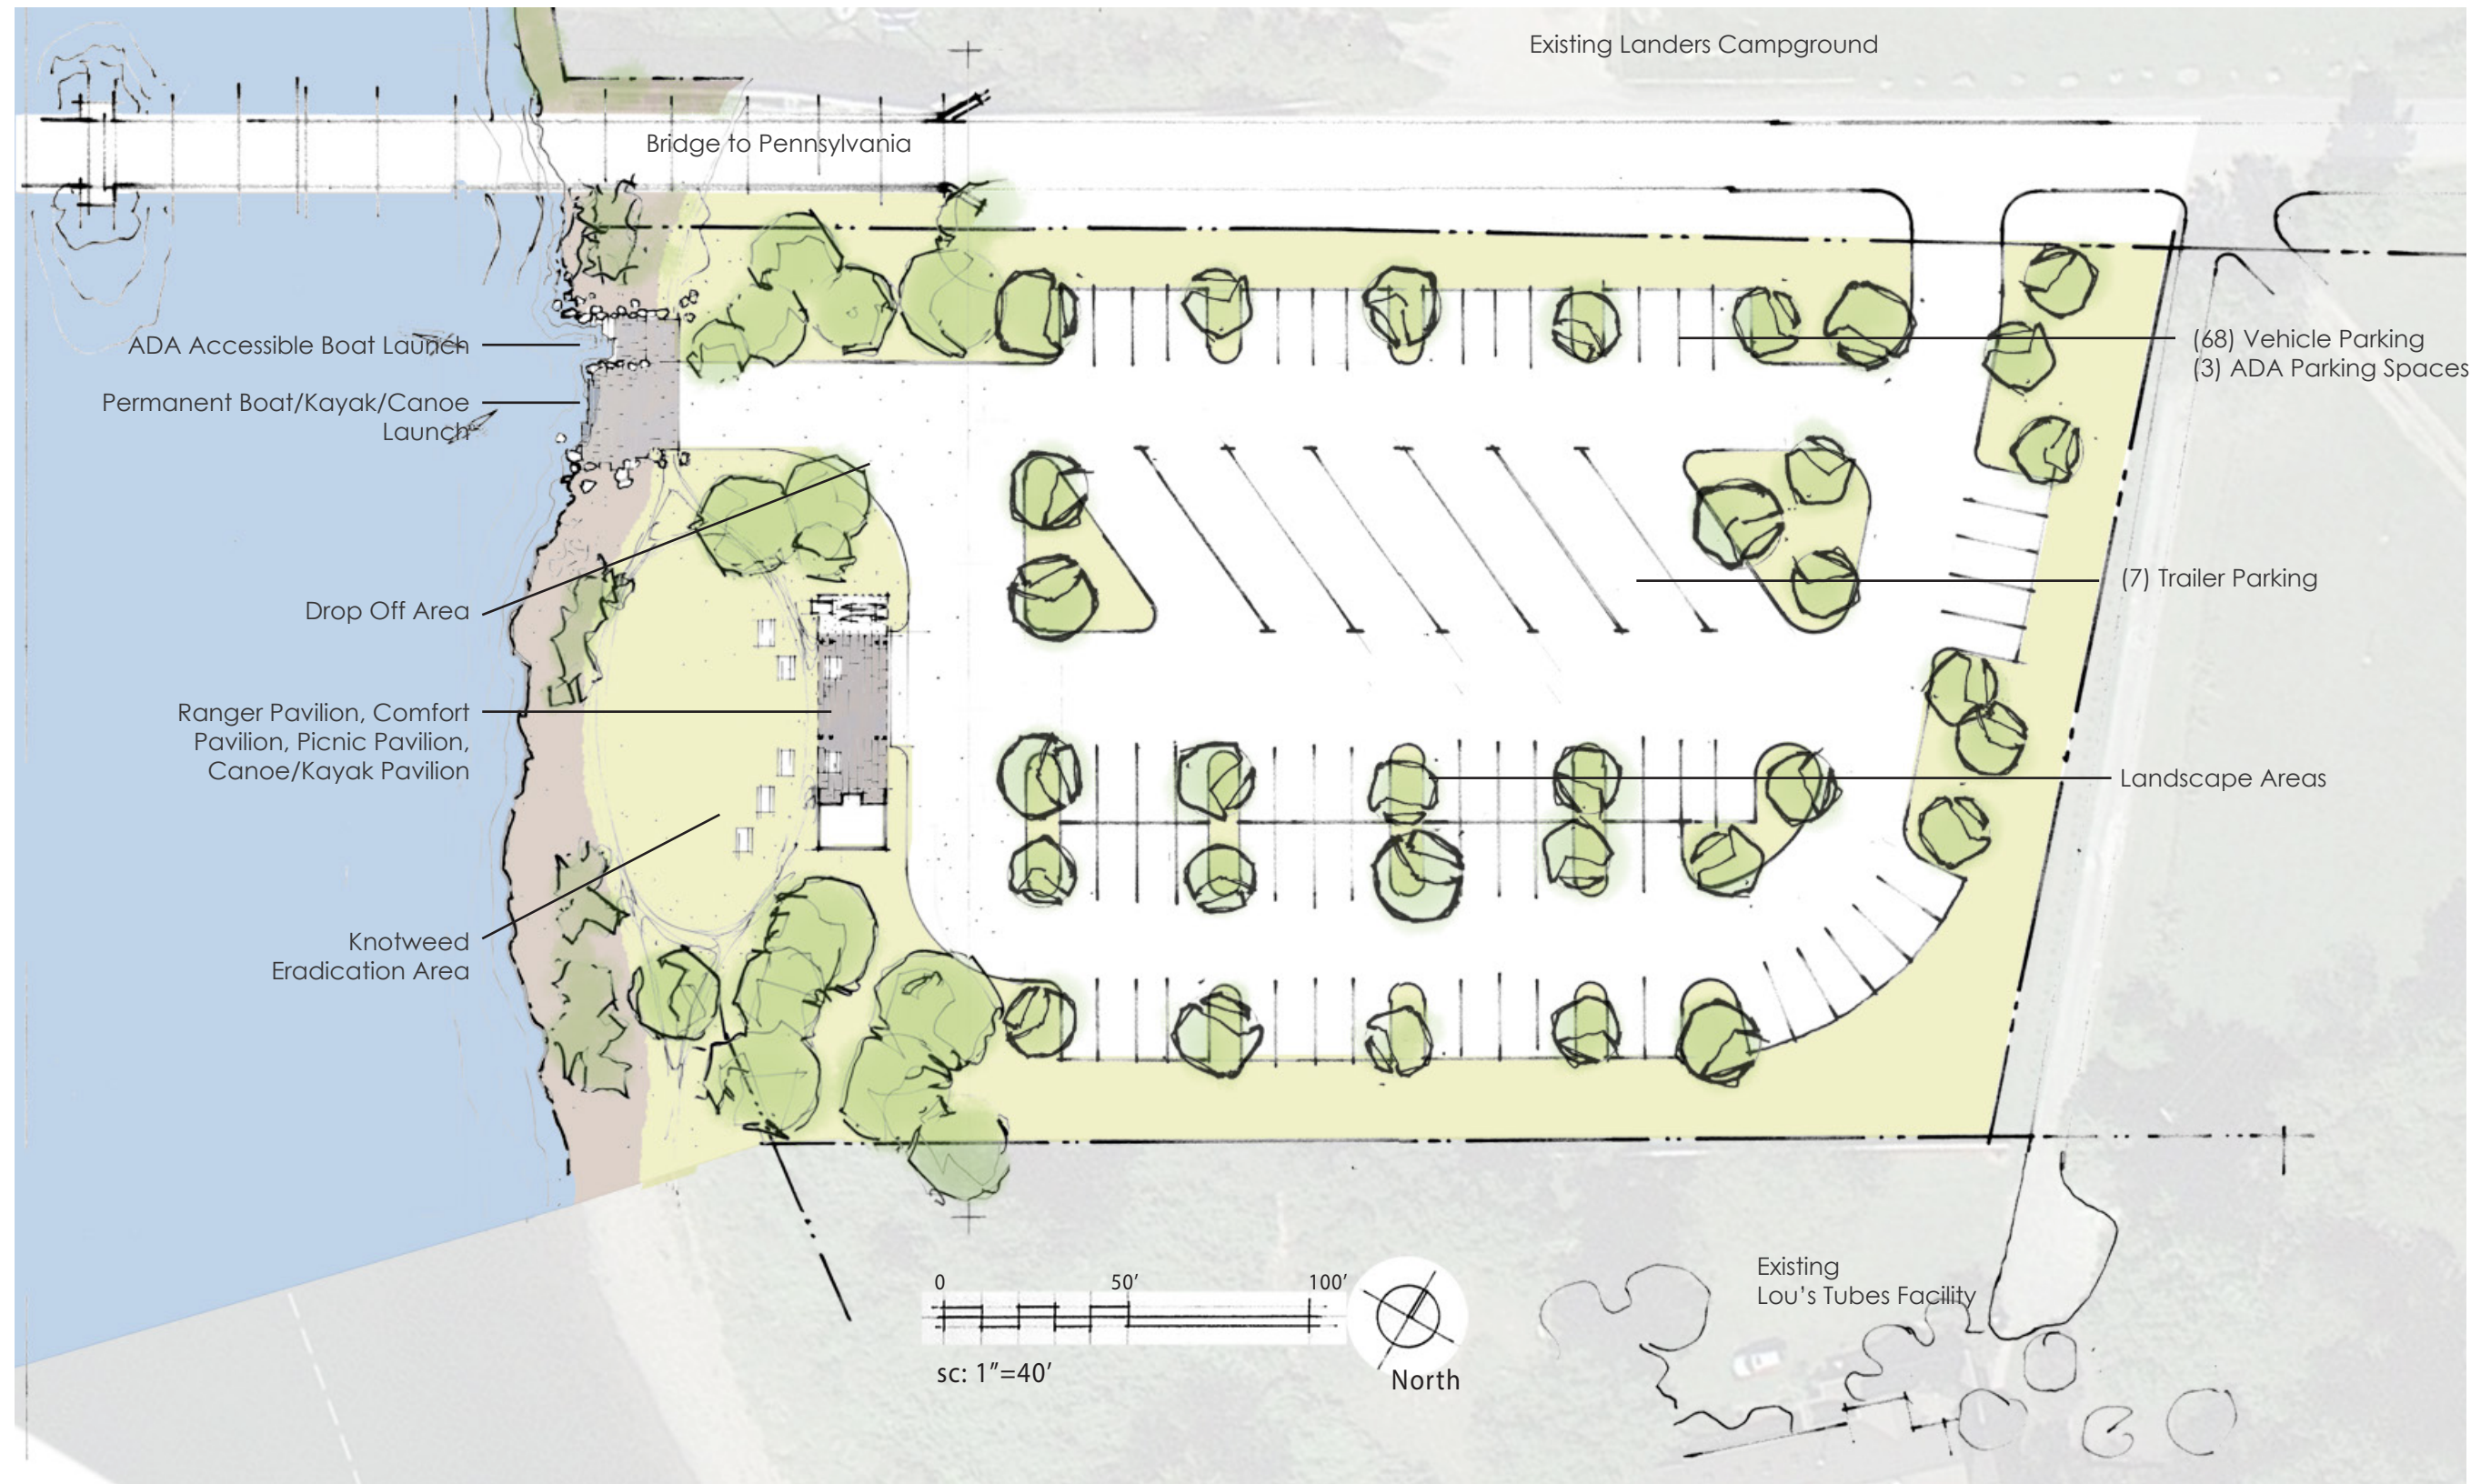 Existing Landers Campground
Bridge to Pennsylvania
ADA Accessible Boat Launch
Permanent Boat/Kayak/Canoe
Launch
Drop Off Area
Ranger Pavilion, Comfort
Pavilion, Picnic Pavilion,
Canoe/Kayak Pavilion
Knotweed
Eradication Area
(68) Vehicle Parking
(3) ADA Parking Spaces
(7) Trailer Parking
Landscape Areas
Existing
Lou’s Tubes Facility
0 50’ 100’
sc: 1”=40’
North